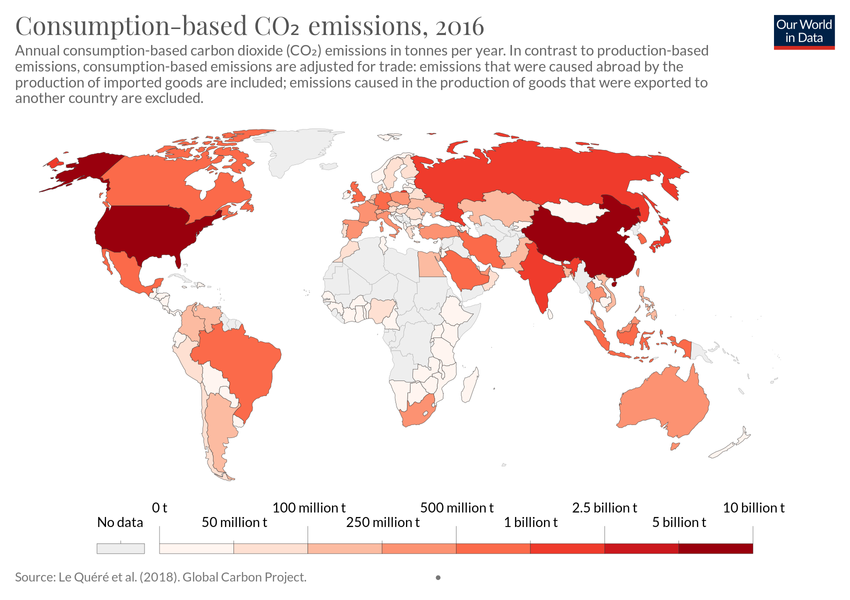 Consumption-based CO₂ emissions, 2016
Our World
in Data
Annual consumption-based carbon dioxide (CO₂) emissions in tonnes per year. In contrast to production-based
emissions, consumption-based emissions are adjusted for trade: emissions that were caused abroad by the
production of imported goods are included; emissions caused in the production of goods that were exported to
another country are excluded.
0 t 100 million t 500 million t 2.5 billion t 10 billion t
No data 50 million t 250 million t 1 billion t 5 billion t
Source: Le Quéré et al. (2018). Global Carbon Project.